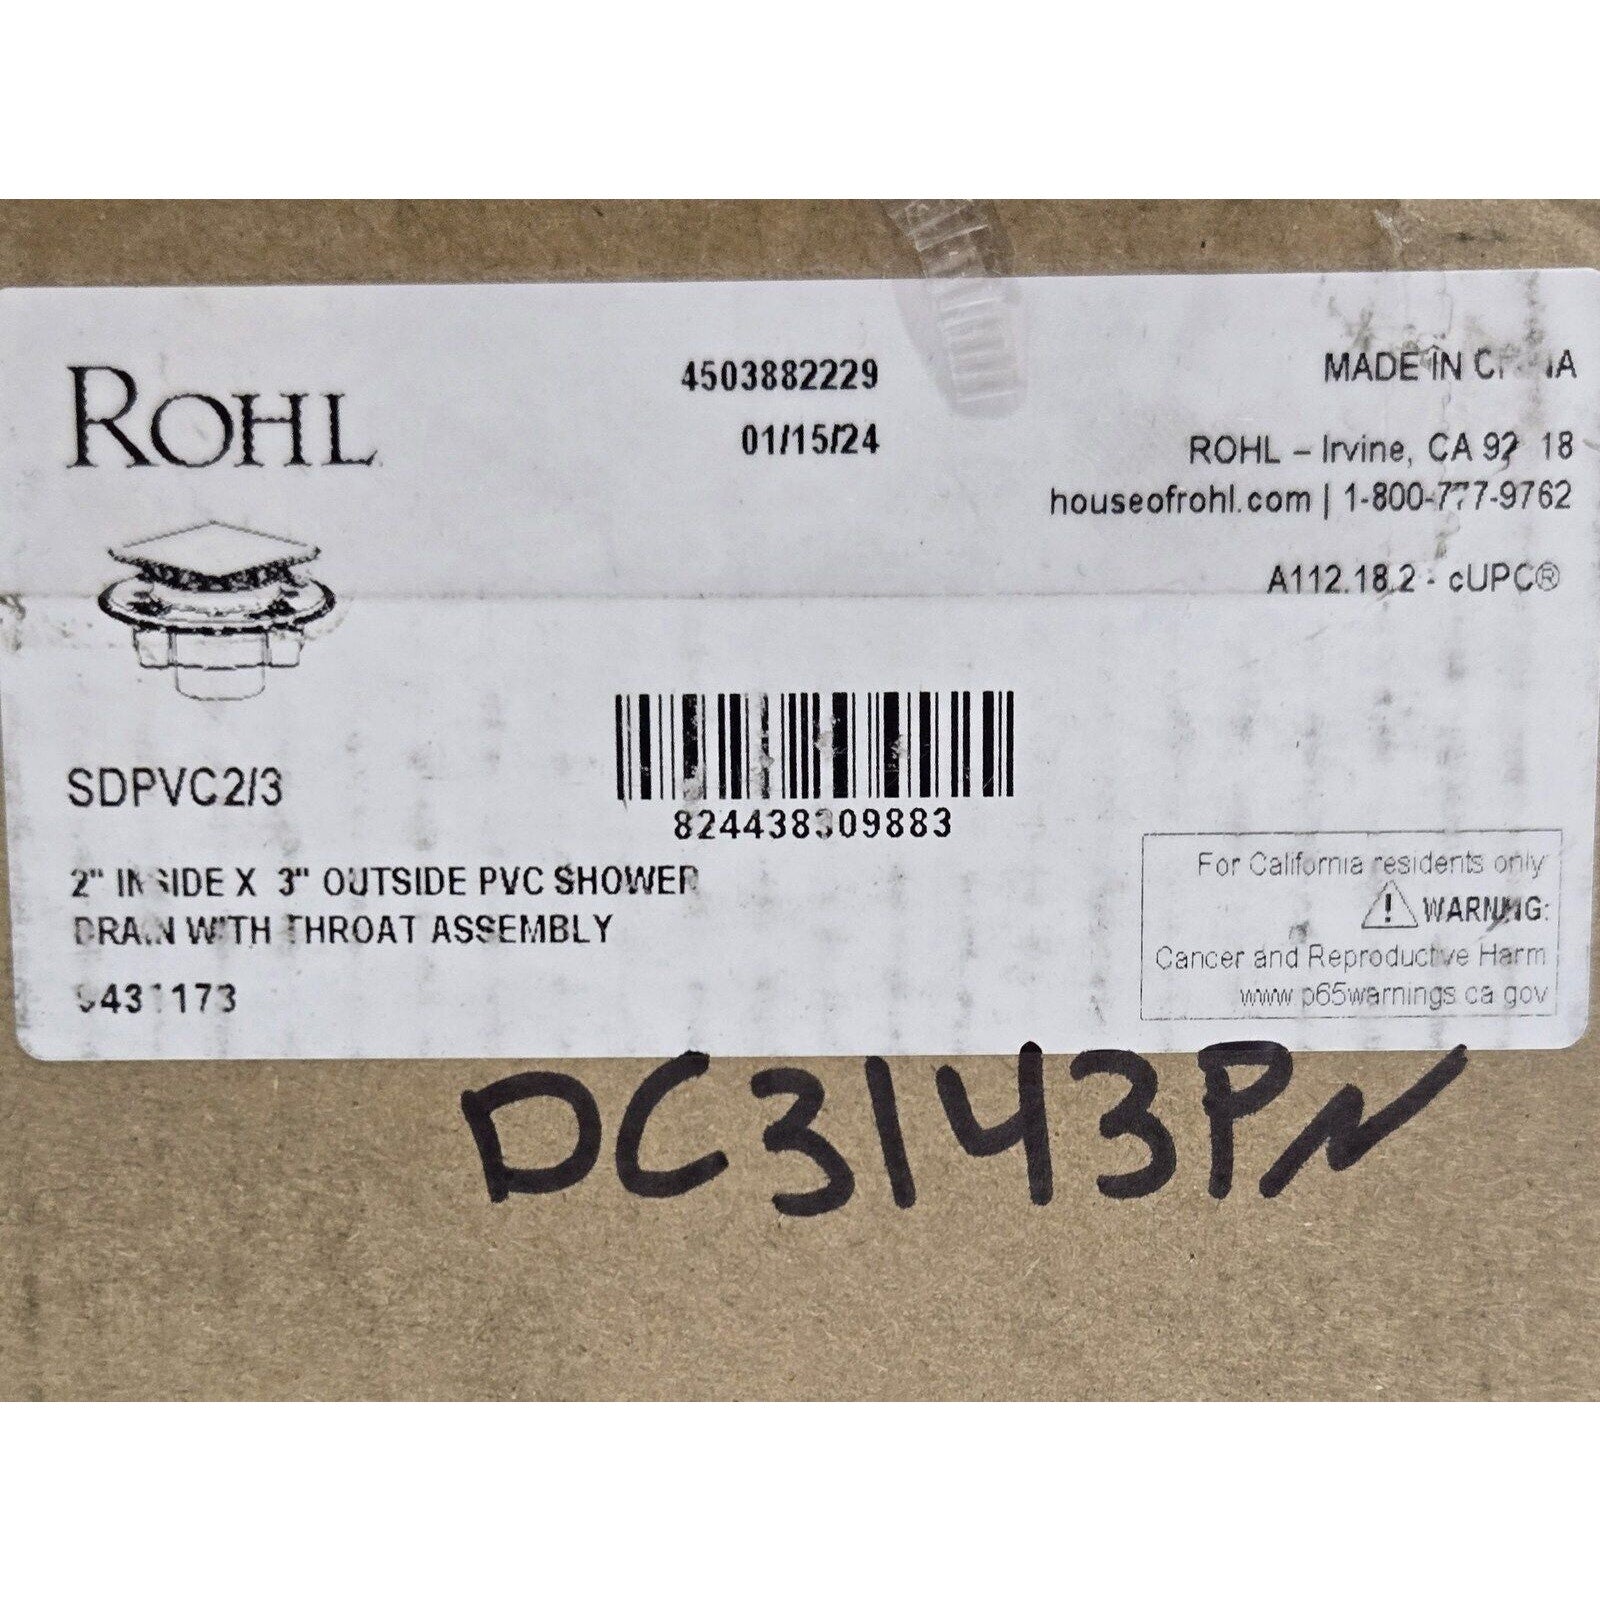 ROHL
4503882229
01/15/24
MADE IN
ROHL – Irvine, CA
houseofrohl.com | 1-800-777-9762
A112.18.2 - cUPC®
SDPVC2/3
824438309883
2" INSIDE X 3" OUTSIDE PVC SHOWER
DRAIN WITH THROAT ASSEMBLY
For California residents only
WARNING:
Cancer and Reproductive Harm
www.p65warnings.ca.gov
DC3143PN